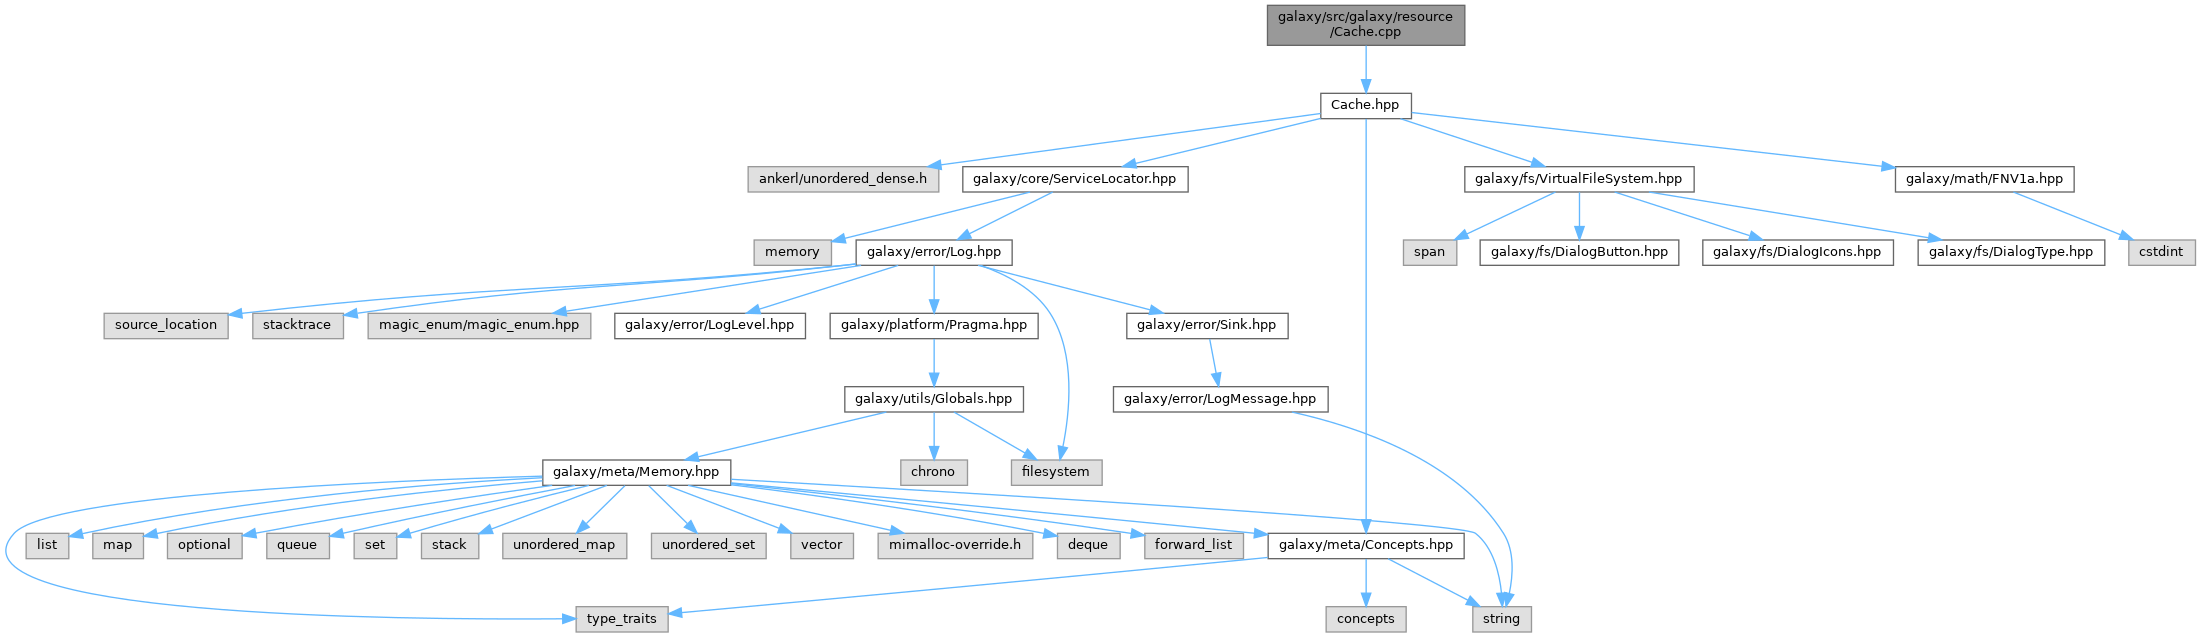 galaxy/src/galaxy/resource
/Cache.cpp
Cache.hpp
ankerl/unordered_dense.h
galaxy/core/ServiceLocator.hpp
galaxy/fs/VirtualFileSystem.hpp
galaxy/math/FNV1a.hpp
memory
galaxy/error/Log.hpp
span
galaxy/fs/DialogButton.hpp
galaxy/fs/DialogIcons.hpp
galaxy/fs/DialogType.hpp
cstdint
source_location
stacktrace
magic_enum/magic_enum.hpp
galaxy/error/LogLevel.hpp
galaxy/platform/Pragma.hpp
galaxy/error/Sink.hpp
galaxy/utils/Globals.hpp
galaxy/error/LogMessage.hpp
galaxy/meta/Memory.hpp
chrono
filesystem
list
map
optional
queue
set
stack
unordered_map
unordered_set
vector
mimalloc-override.h
deque
forward_list
galaxy/meta/Concepts.hpp
type_traits
concepts
string